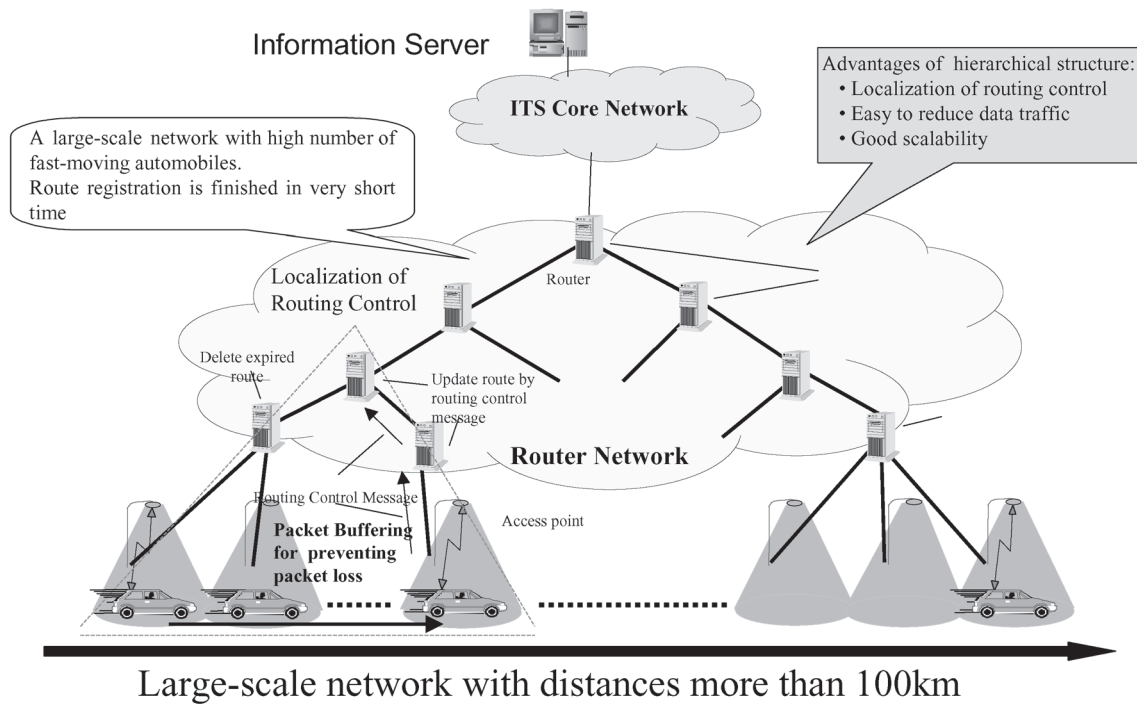 Information Server
ITS Core Network
Advantages of hierarchical structure:
• Localization of routing control
• Easy to reduce data traffic
• Good scalability
A large-scale network with high number of
fast-moving automobiles.
Route registration is finished in very short
time
Router
Localization of
Routing Control
Delete expired
route
Update route by
routing control
message
Router Network
Routing Control Message
Packet Buffering
for preventing
packet loss
Access point
Large-scale network with distances more than 100km